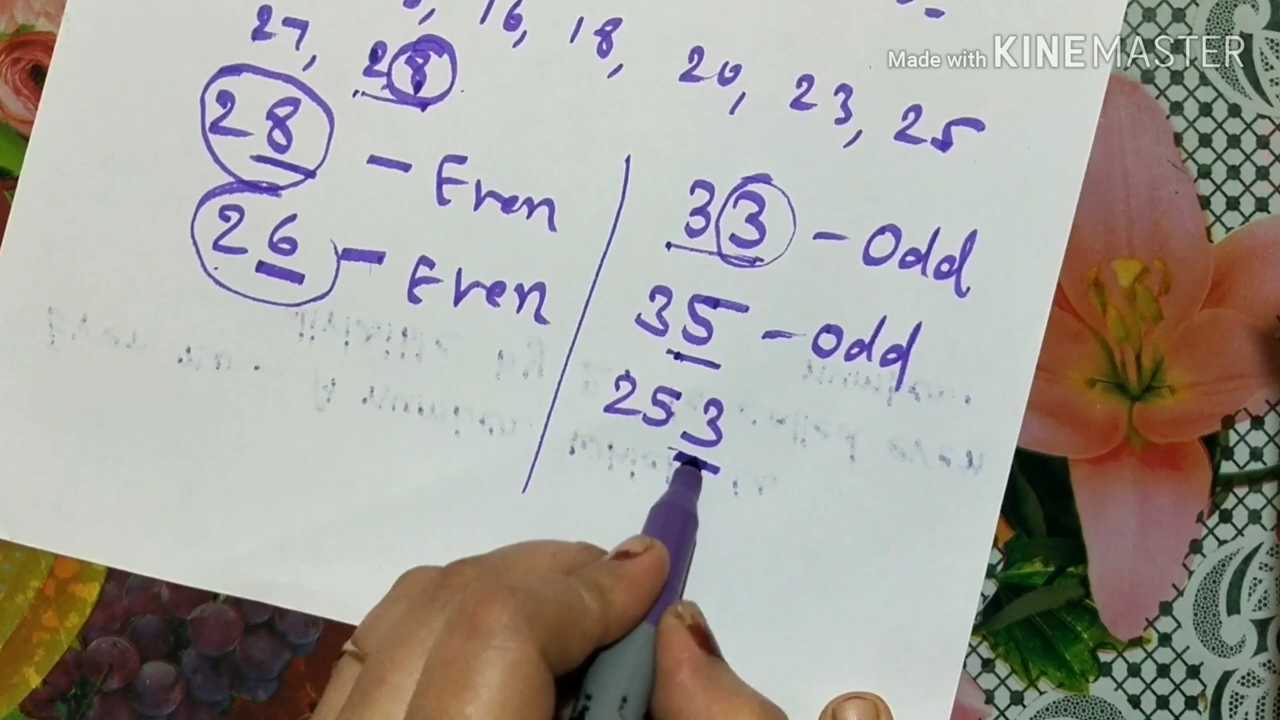 Made with KINEMASTER
16, 18, 20, 23, 25
27, 28
28 - Even
26 - Even
33 - Odd
35 - Odd
253